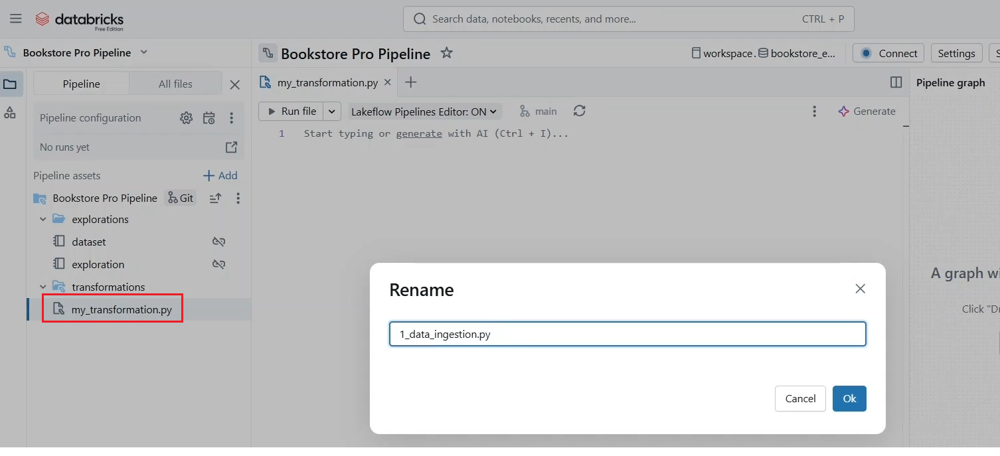 databricks
Free Edition
Search data, notebooks, recents, and more...
CTRL + P
Bookstore Pro Pipeline
Bookstore Pro Pipeline
workspace.
bookstore_e...
Connect
Settings
Pipeline
All files
my_transformation.py
Pipeline graph
Pipeline configuration
Run file
Lakeflow Pipelines Editor: ON
main
Generate
1
Start typing or generate with AI (Ctrl + I)...
No runs yet
Pipeline assets
Add
Bookstore Pro Pipeline
Git
explorations
dataset
exploration
transformations
my_transformation.py
A graph wi
Click "Dr
Rename
1_data_ingestion.py
Cancel
Ok